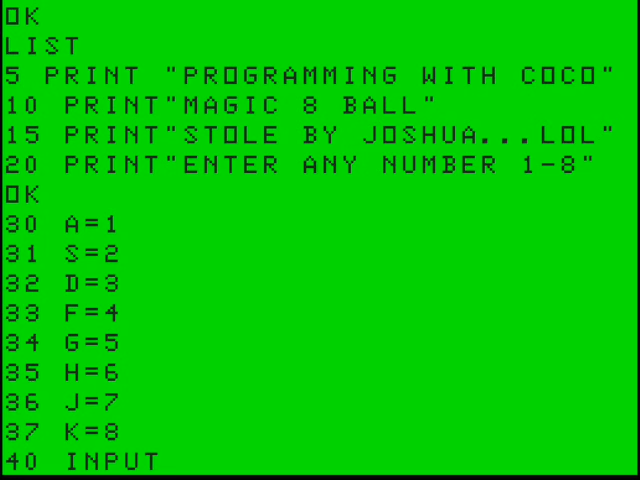 OK
LIST
5 PRINT "PROGRAMMING WITH COCO"
10 PRINT"MAGIC 8 BALL"
15 PRINT"STOLE BY JOSHUA...LOL"
20 PRINT"ENTER ANY NUMBER 1-8"
OK
30 A=1
31 S=2
32 D=3
33 F=4
34 G=5
35 H=6
36 J=7
37 K=8
40 INPUT